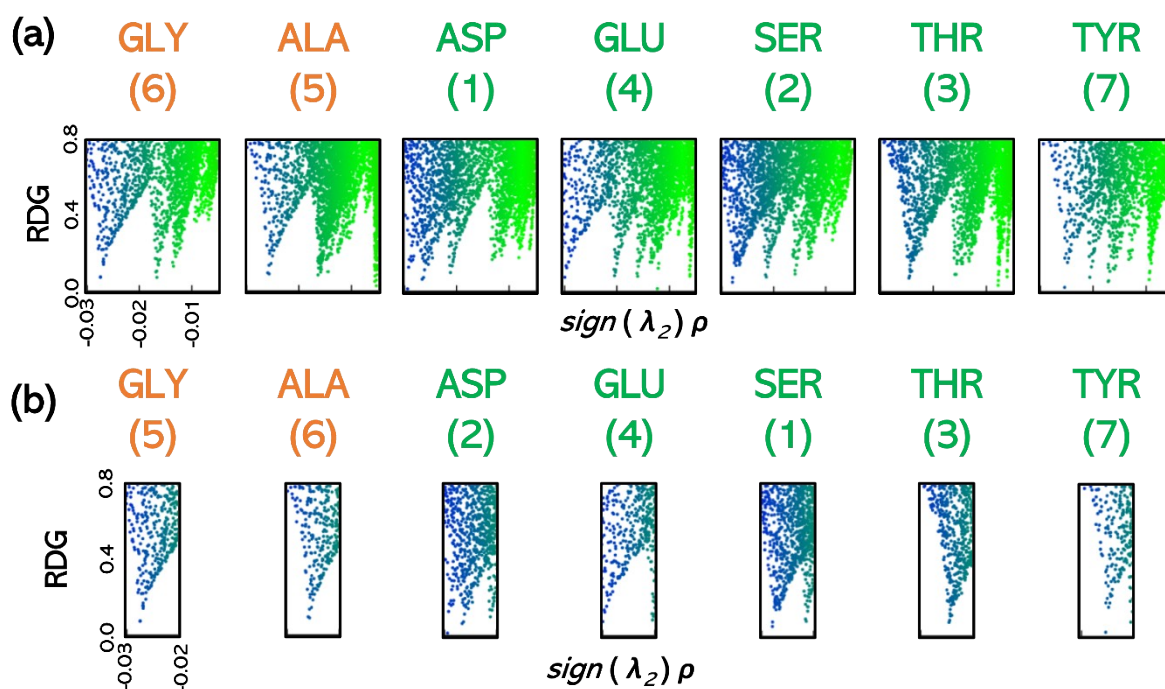 (a)
GLY ALA ASP GLU SER THR TYR
(6) (5) (1) (4) (2) (3) (7)
RDG
0.8
0.4
0.0
-0.03 -0.02 -0.01
sign(λ₂)ρ
(b)
GLY ALA ASP GLU SER THR TYR
(5) (6) (2) (4) (1) (3) (7)
RDG
0.8
0.4
0.0
-0.03 -0.02
sign(λ₂)ρ